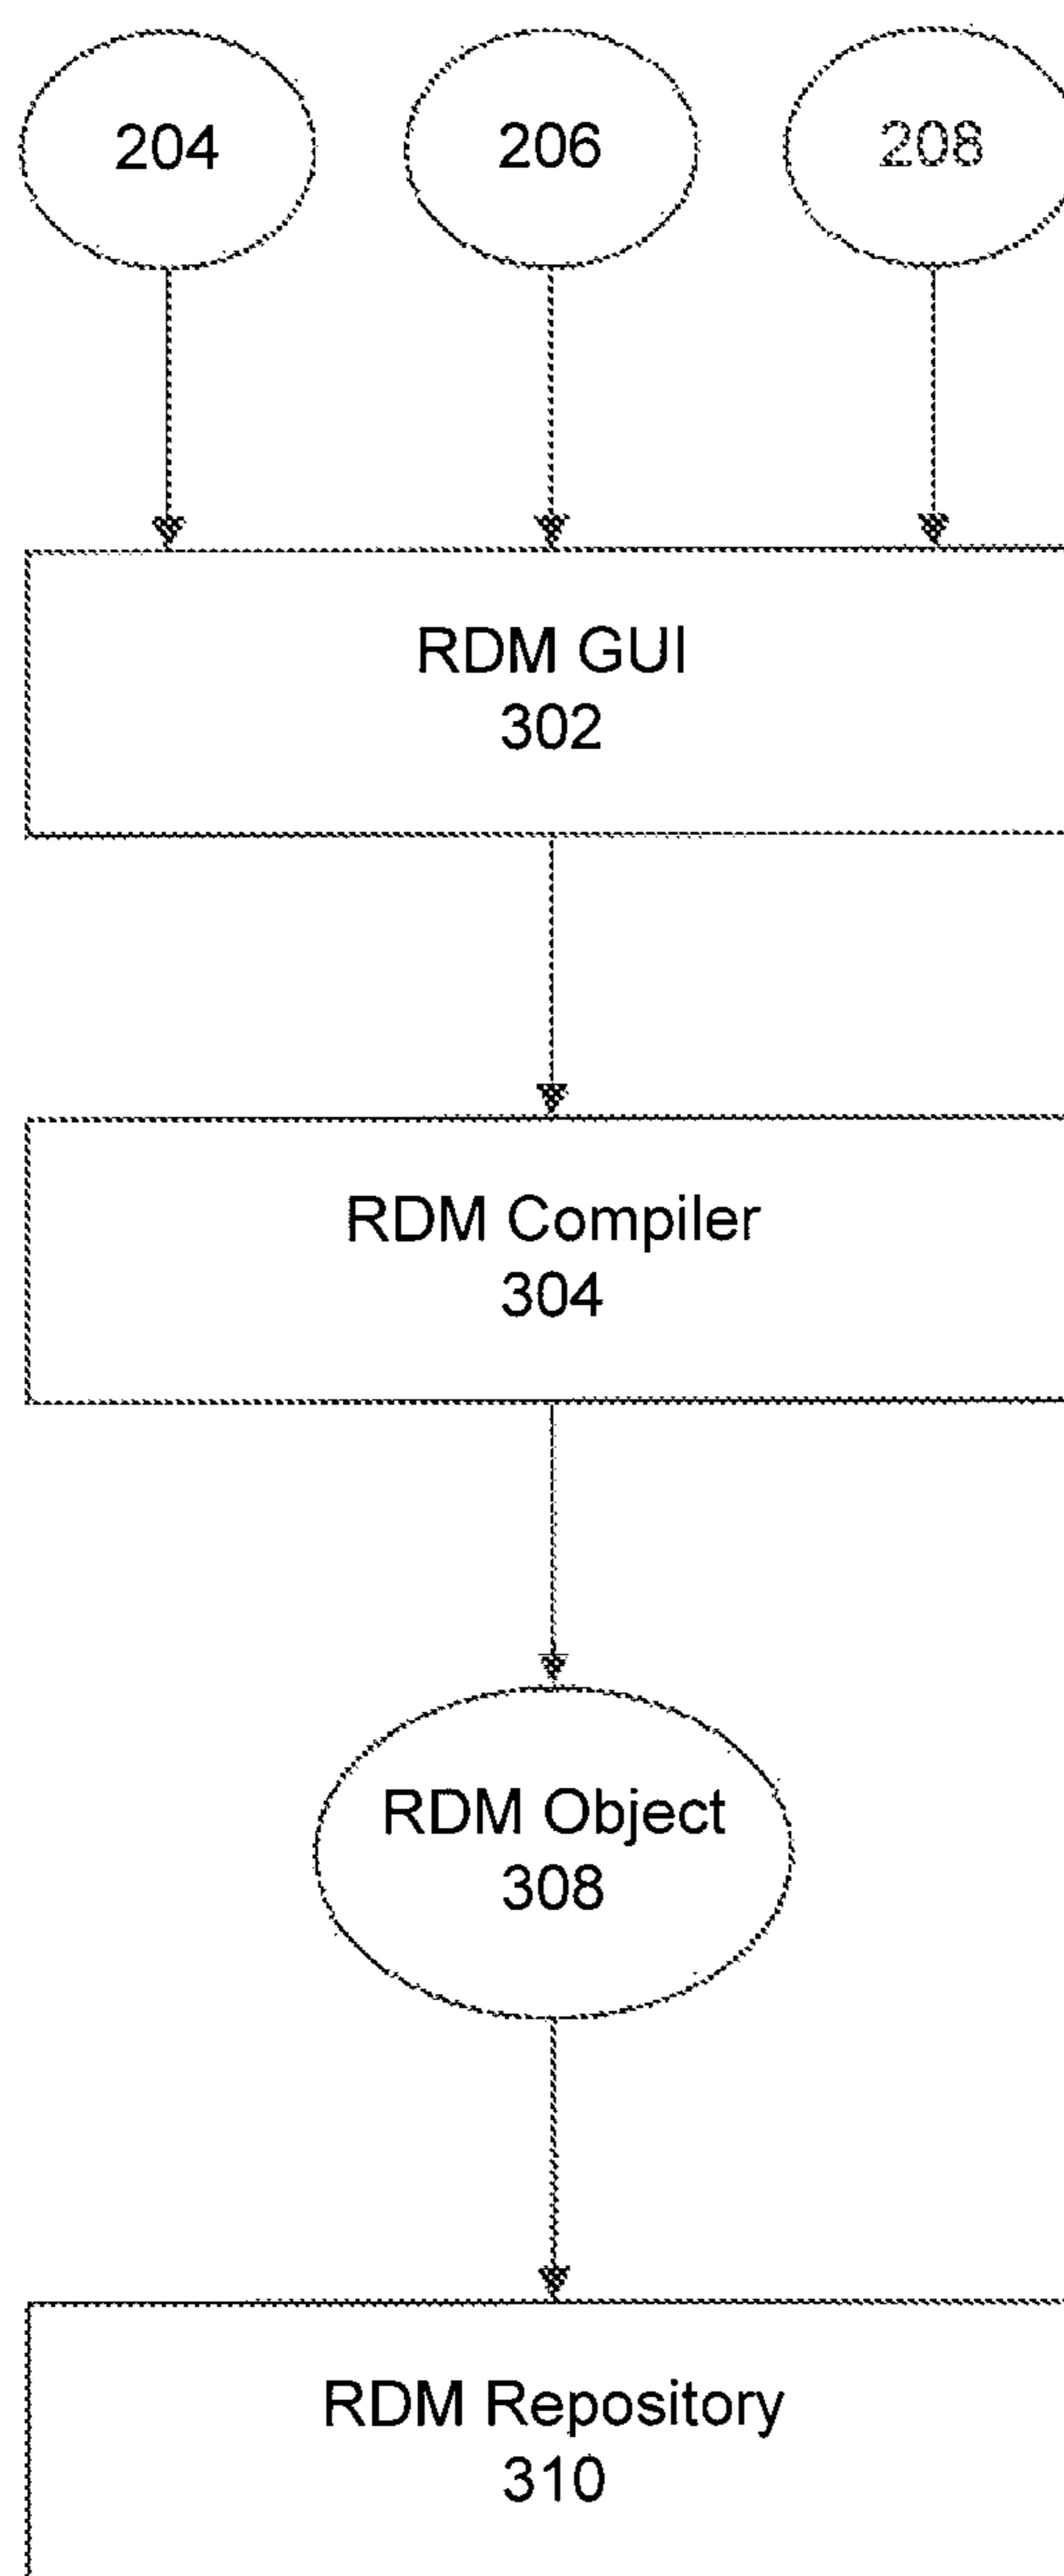 204
206
208
RDM GUI
302
RDM Compiler
304
RDM Object
308
RDM Repository
310